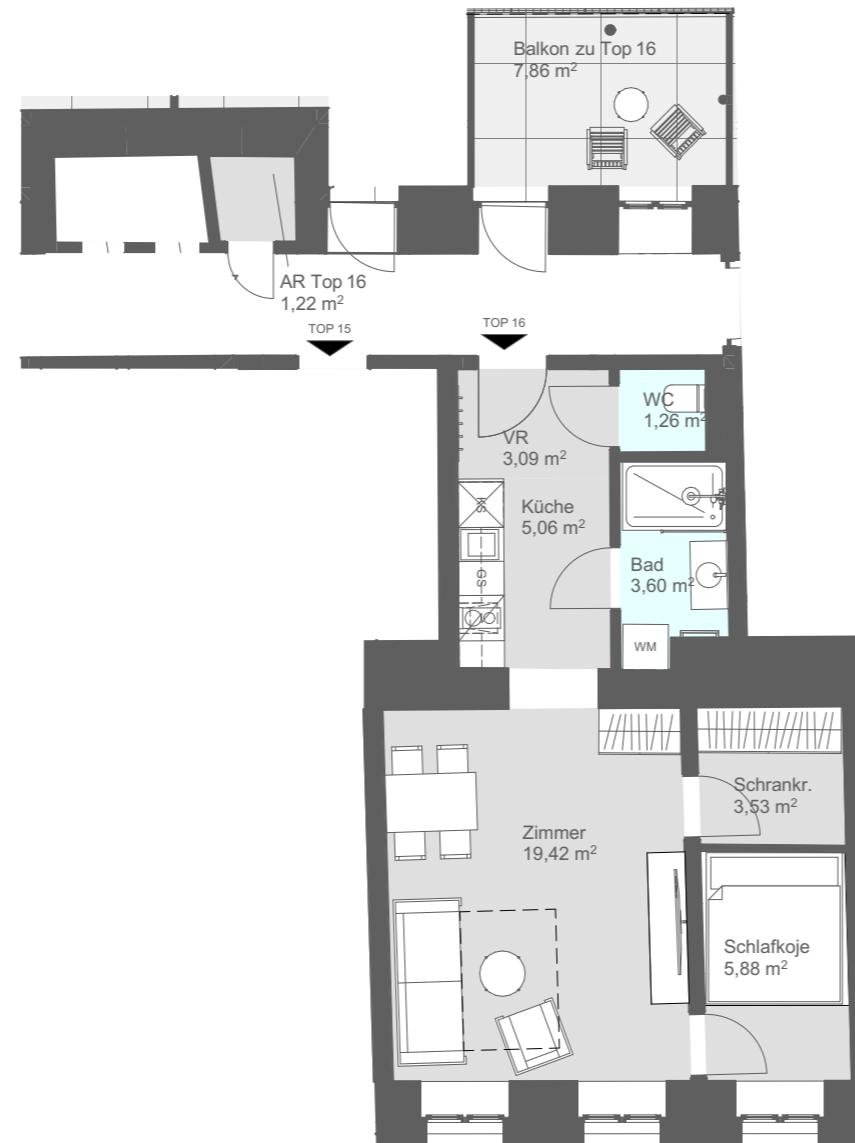 Balkon zu Top 16
7,86 m²
AR Top 16
1,22 m²
TOP 15
TOP 16
WC
1,26 m²
VR
3,09 m²
KS
Küche
5,06 m²
GS
Bad
3,60 m²
WM
Schrankr.
3,53 m²
Zimmer
19,42 m²
Schlafkoje
5,88 m²